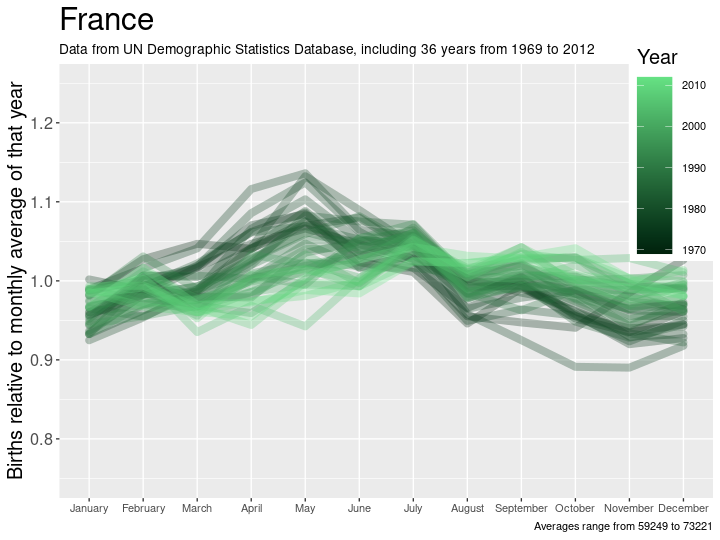 France
Data from UN Demographic Statistics Database, including 36 years from 1969 to 2012
Year
2010
2000
1990
1980
1970
Births relative to monthly average of that year
1.2
1.1
1.0
0.9
0.8
January February March April May June July August September October November December
Averages range from 59249 to 73221